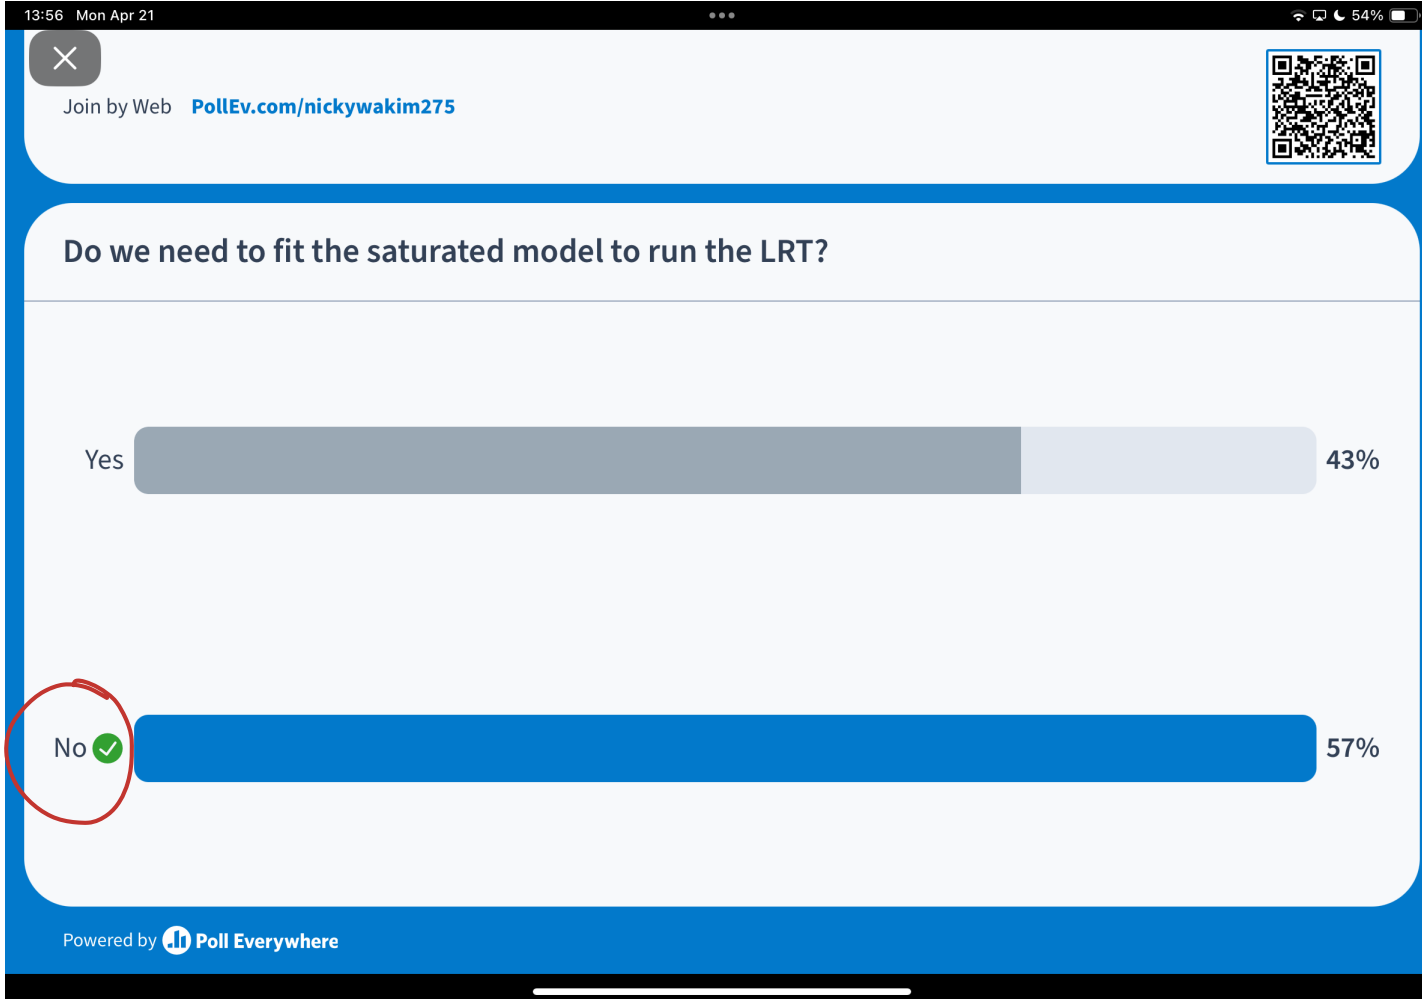 13:56 Mon Apr 21
54%
Join by Web PollEv.com/nickywakim275
Do we need to fit the saturated model to run the LRT?
Yes 43%
No 57%
Powered by Poll Everywhere